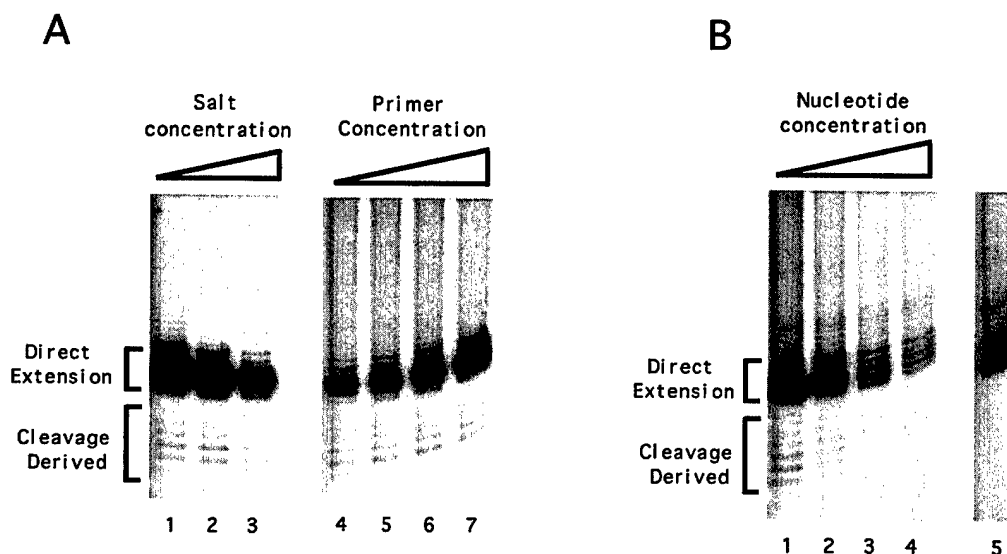 A
Salt
concentration
Primer
Concentration
Direct
Extension
Cleavage
Derived
1 2 3 4 5 6 7
B
Nucleotide
concentration
Direct
Extension
Cleavage
Derived
1 2 3 4 5